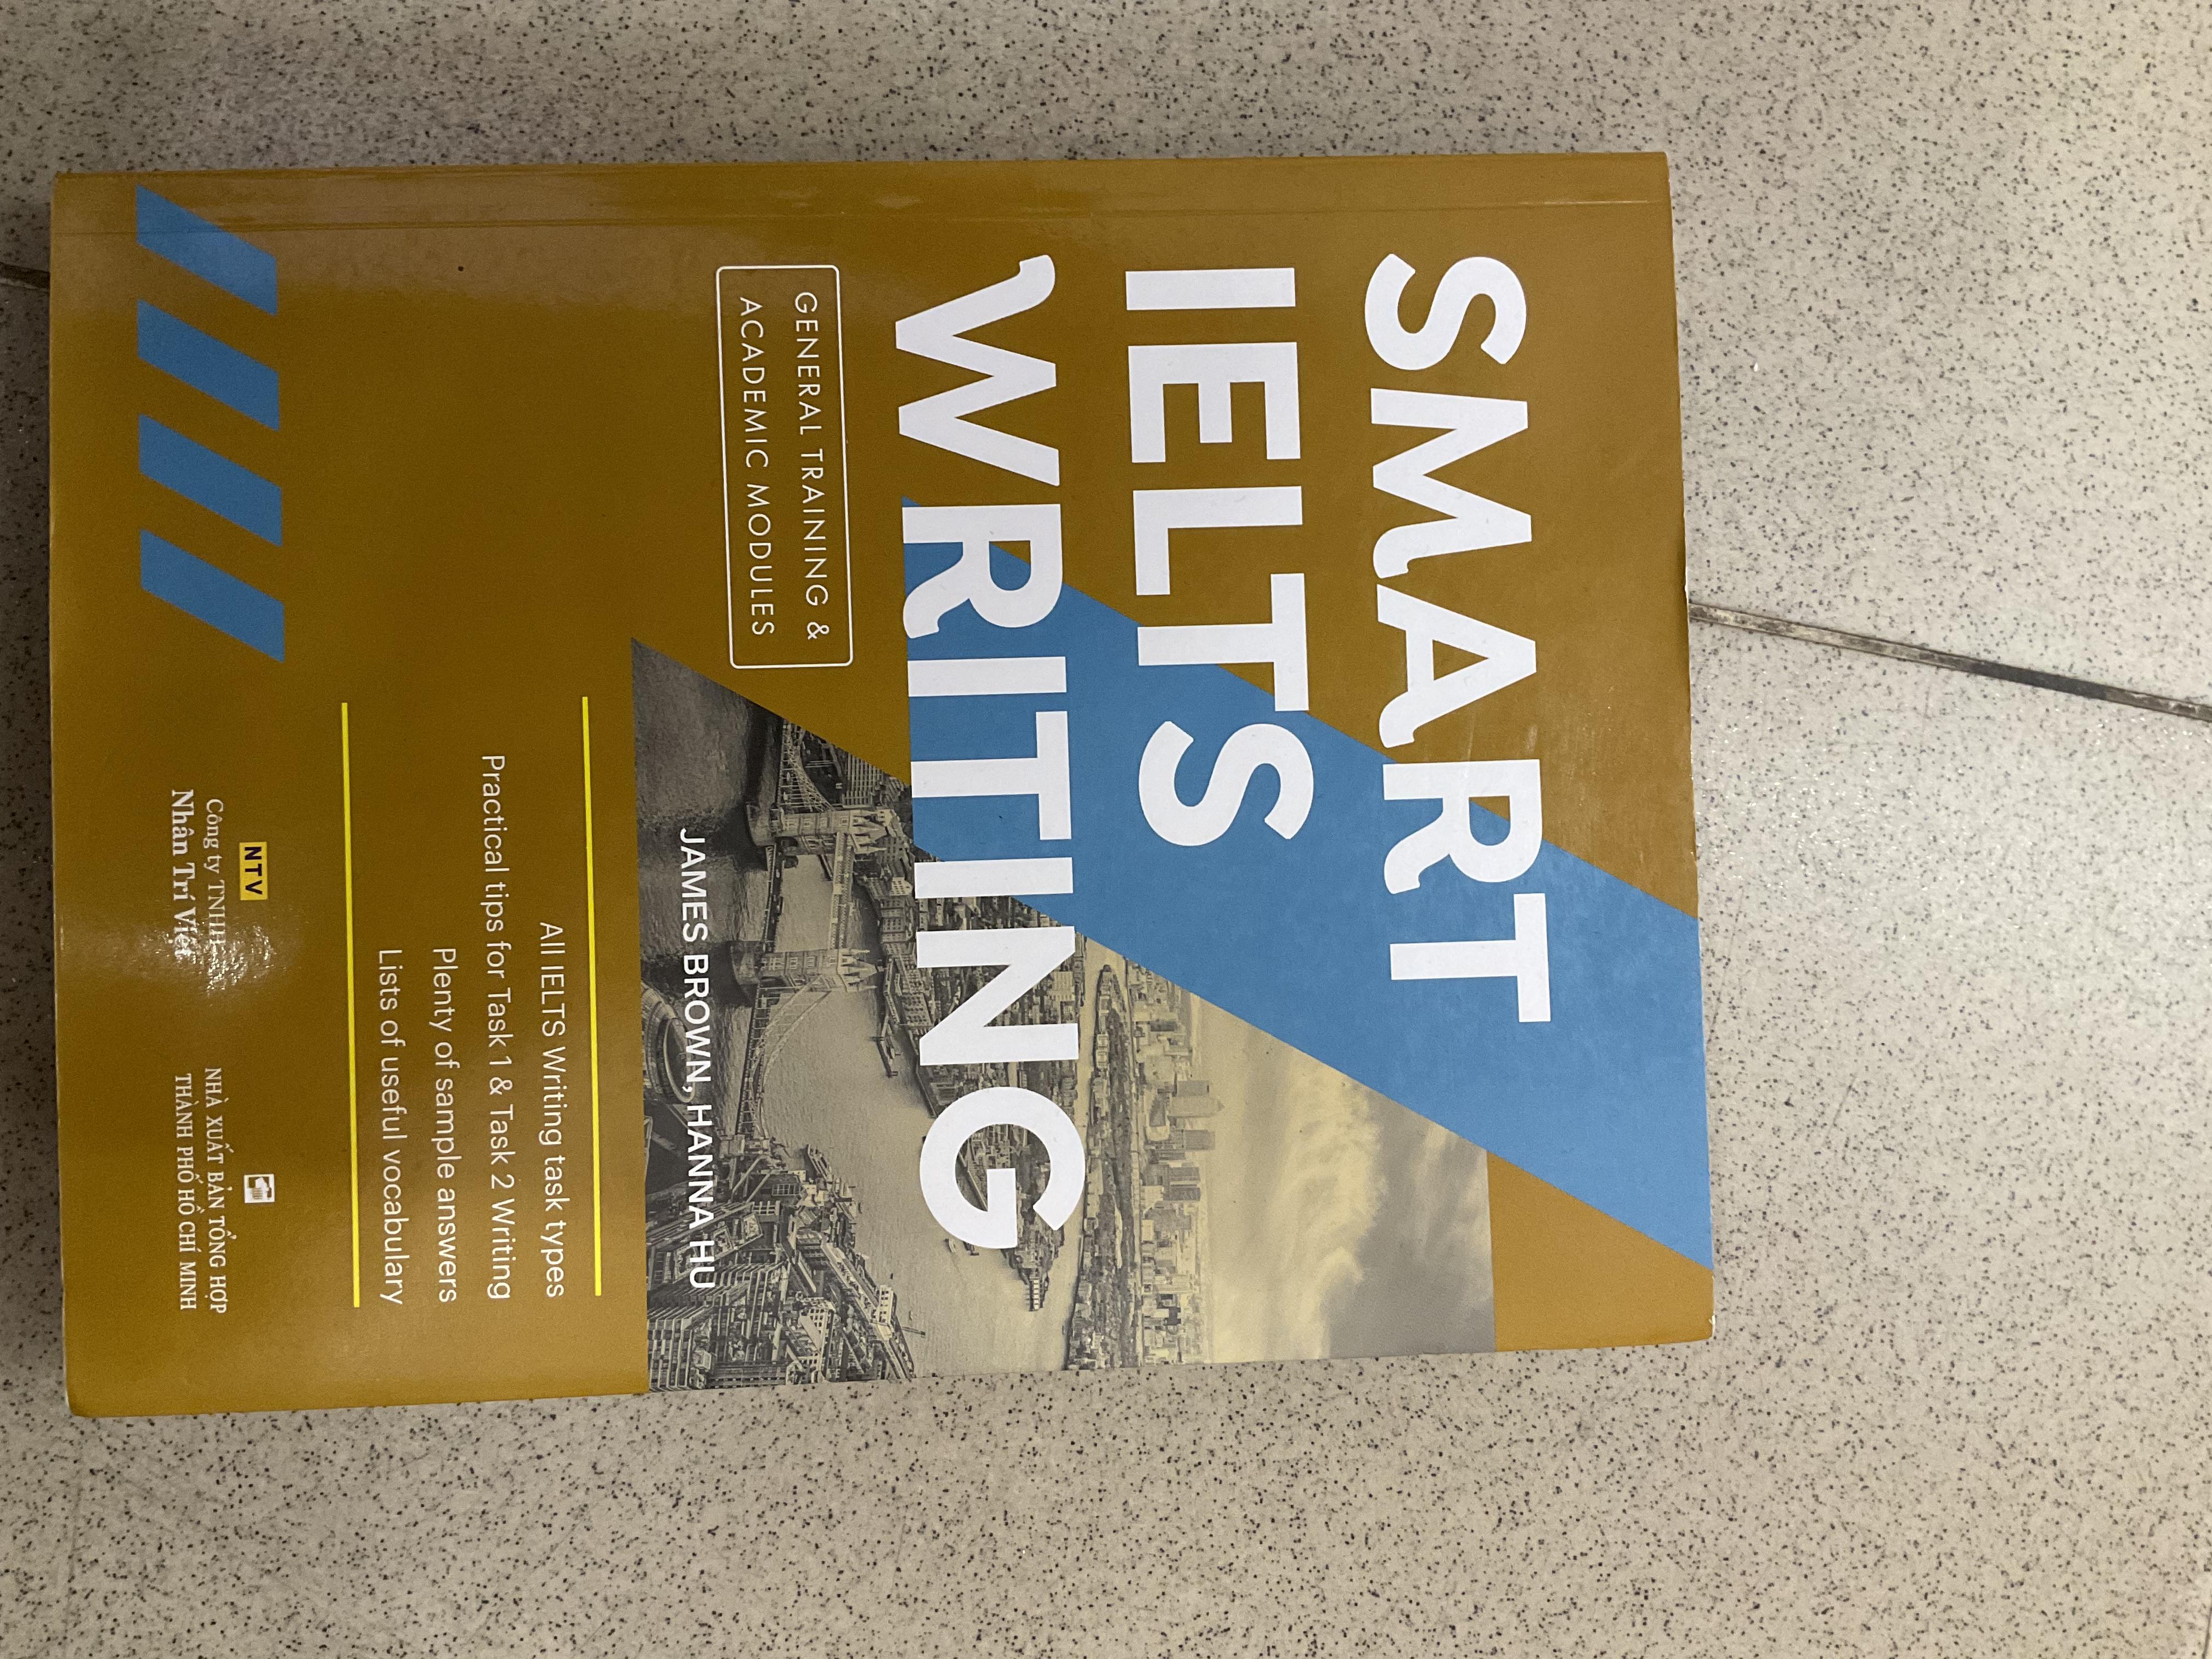 SMART
IELTS
WRITING
GENERAL TRAINING &
ACADEMIC MODULES
JAMES BROWN, HANNA HU
All IELTS Writing task types
Practical tips for Task 1 & Task 2 Writing
Plenty of sample answers
Lists of useful vocabulary
NTV
Công ty TNHH
Nhân Trí Việt
NHÀ XUẤT BẢN TỔNG HỢP
THÀNH PHỐ HỒ CHÍ MINH